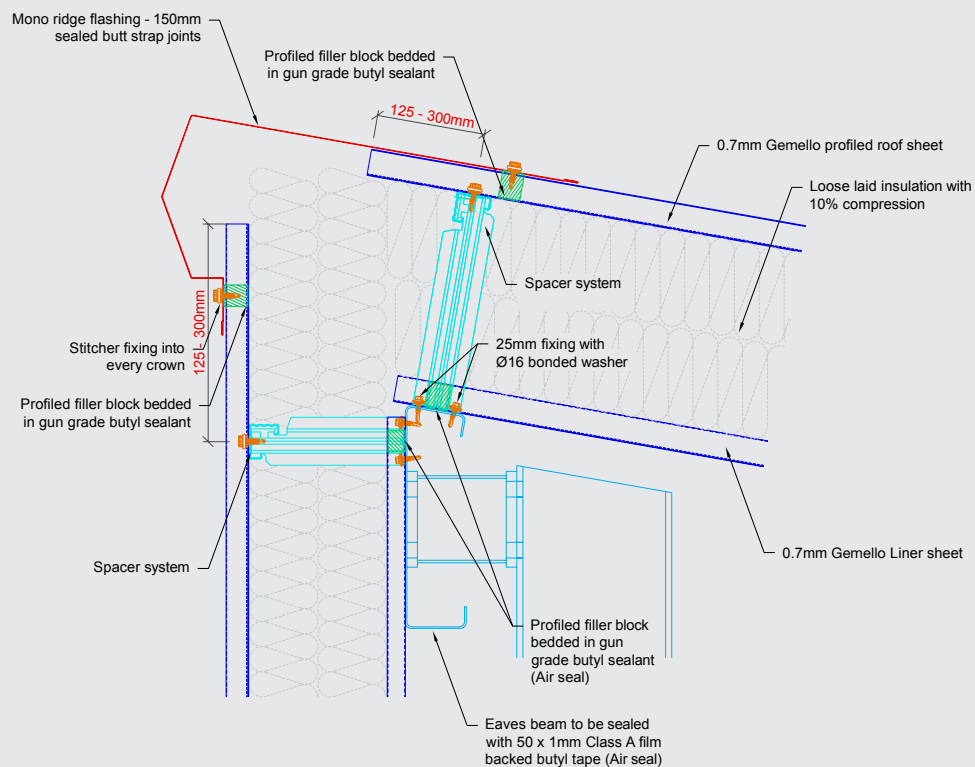 Mono ridge flashing - 150mm
sealed butt strap joints
Profiled filler block bedded
in gun grade butyl sealant
125 - 300mm
0.7mm Gemello profiled roof sheet
Loose laid insulation with
10% compression
Spacer system
25mm fixing with
Ø16 bonded washer
125 - 300mm
Stitcher fixing into
every crown
Profiled filler block bedded
in gun grade butyl sealant
Spacer system
0.7mm Gemello Liner sheet
Profiled filler block
bedded in gun
grade butyl sealant
(Air seal)
Eaves beam to be sealed
with 50 x 1mm Class A film
backed butyl tape (Air seal)